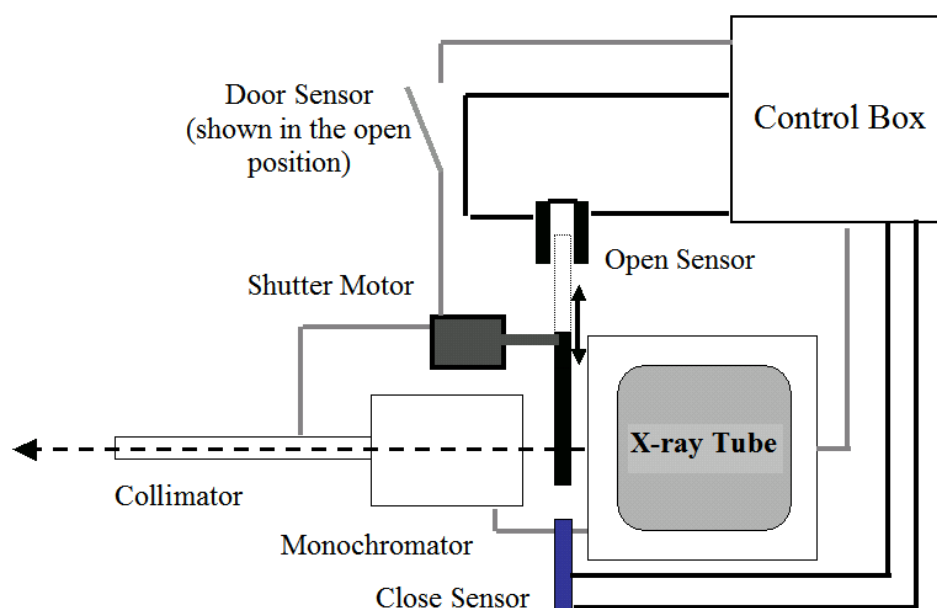 Door Sensor
(shown in the open
position)
Control Box
Open Sensor
Shutter Motor
X-ray Tube
Collimator
Monochromator
Close Sensor